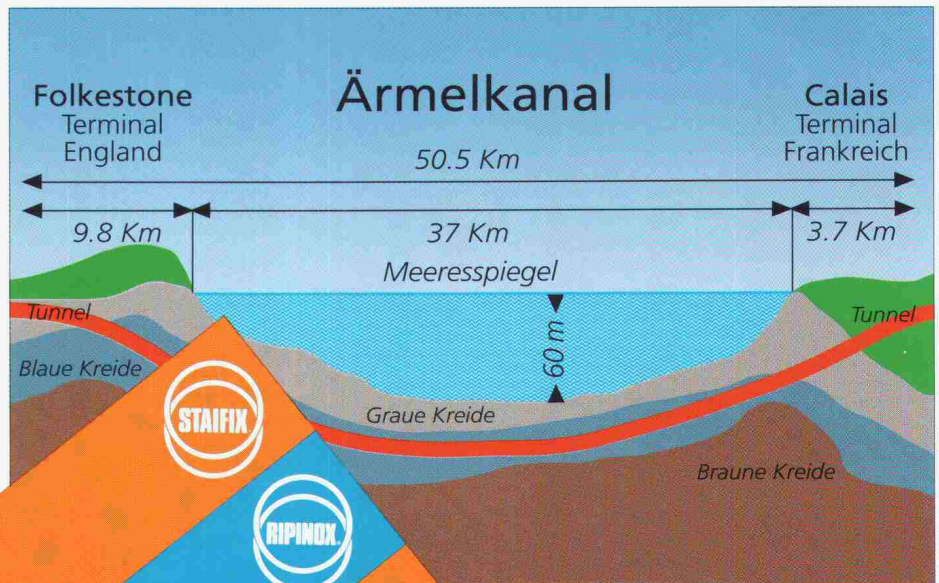 Ärmelkanal
Folkestone
Terminal
England
Calais
Terminal
Frankreich
50.5 Km
9.8 Km
37 Km
3.7 Km
Meeresspiegel
Tunnel
Tunnel
60 m
Blaue Kreide
Graue Kreide
Braune Kreide
STAIFIX
RIPINOX